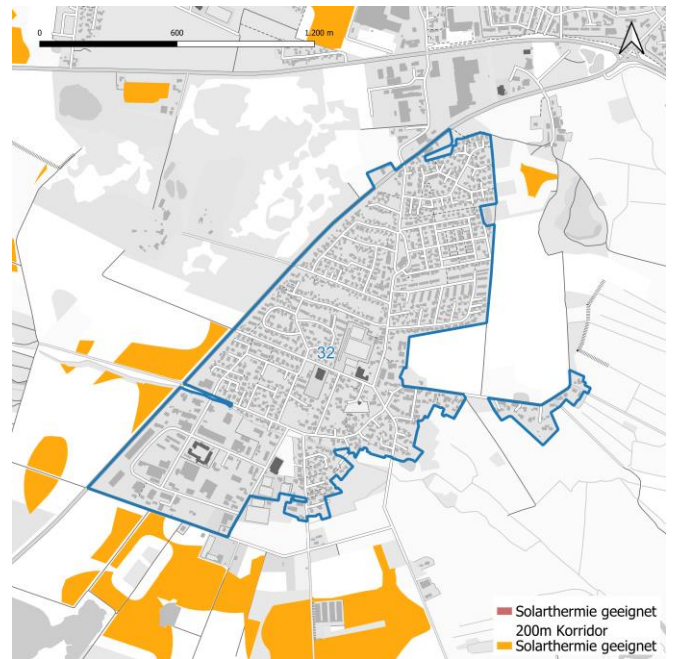 0 600 1.200 m
32
Solarthermie geeignet
200m Korridor
Solarthermie geeignet